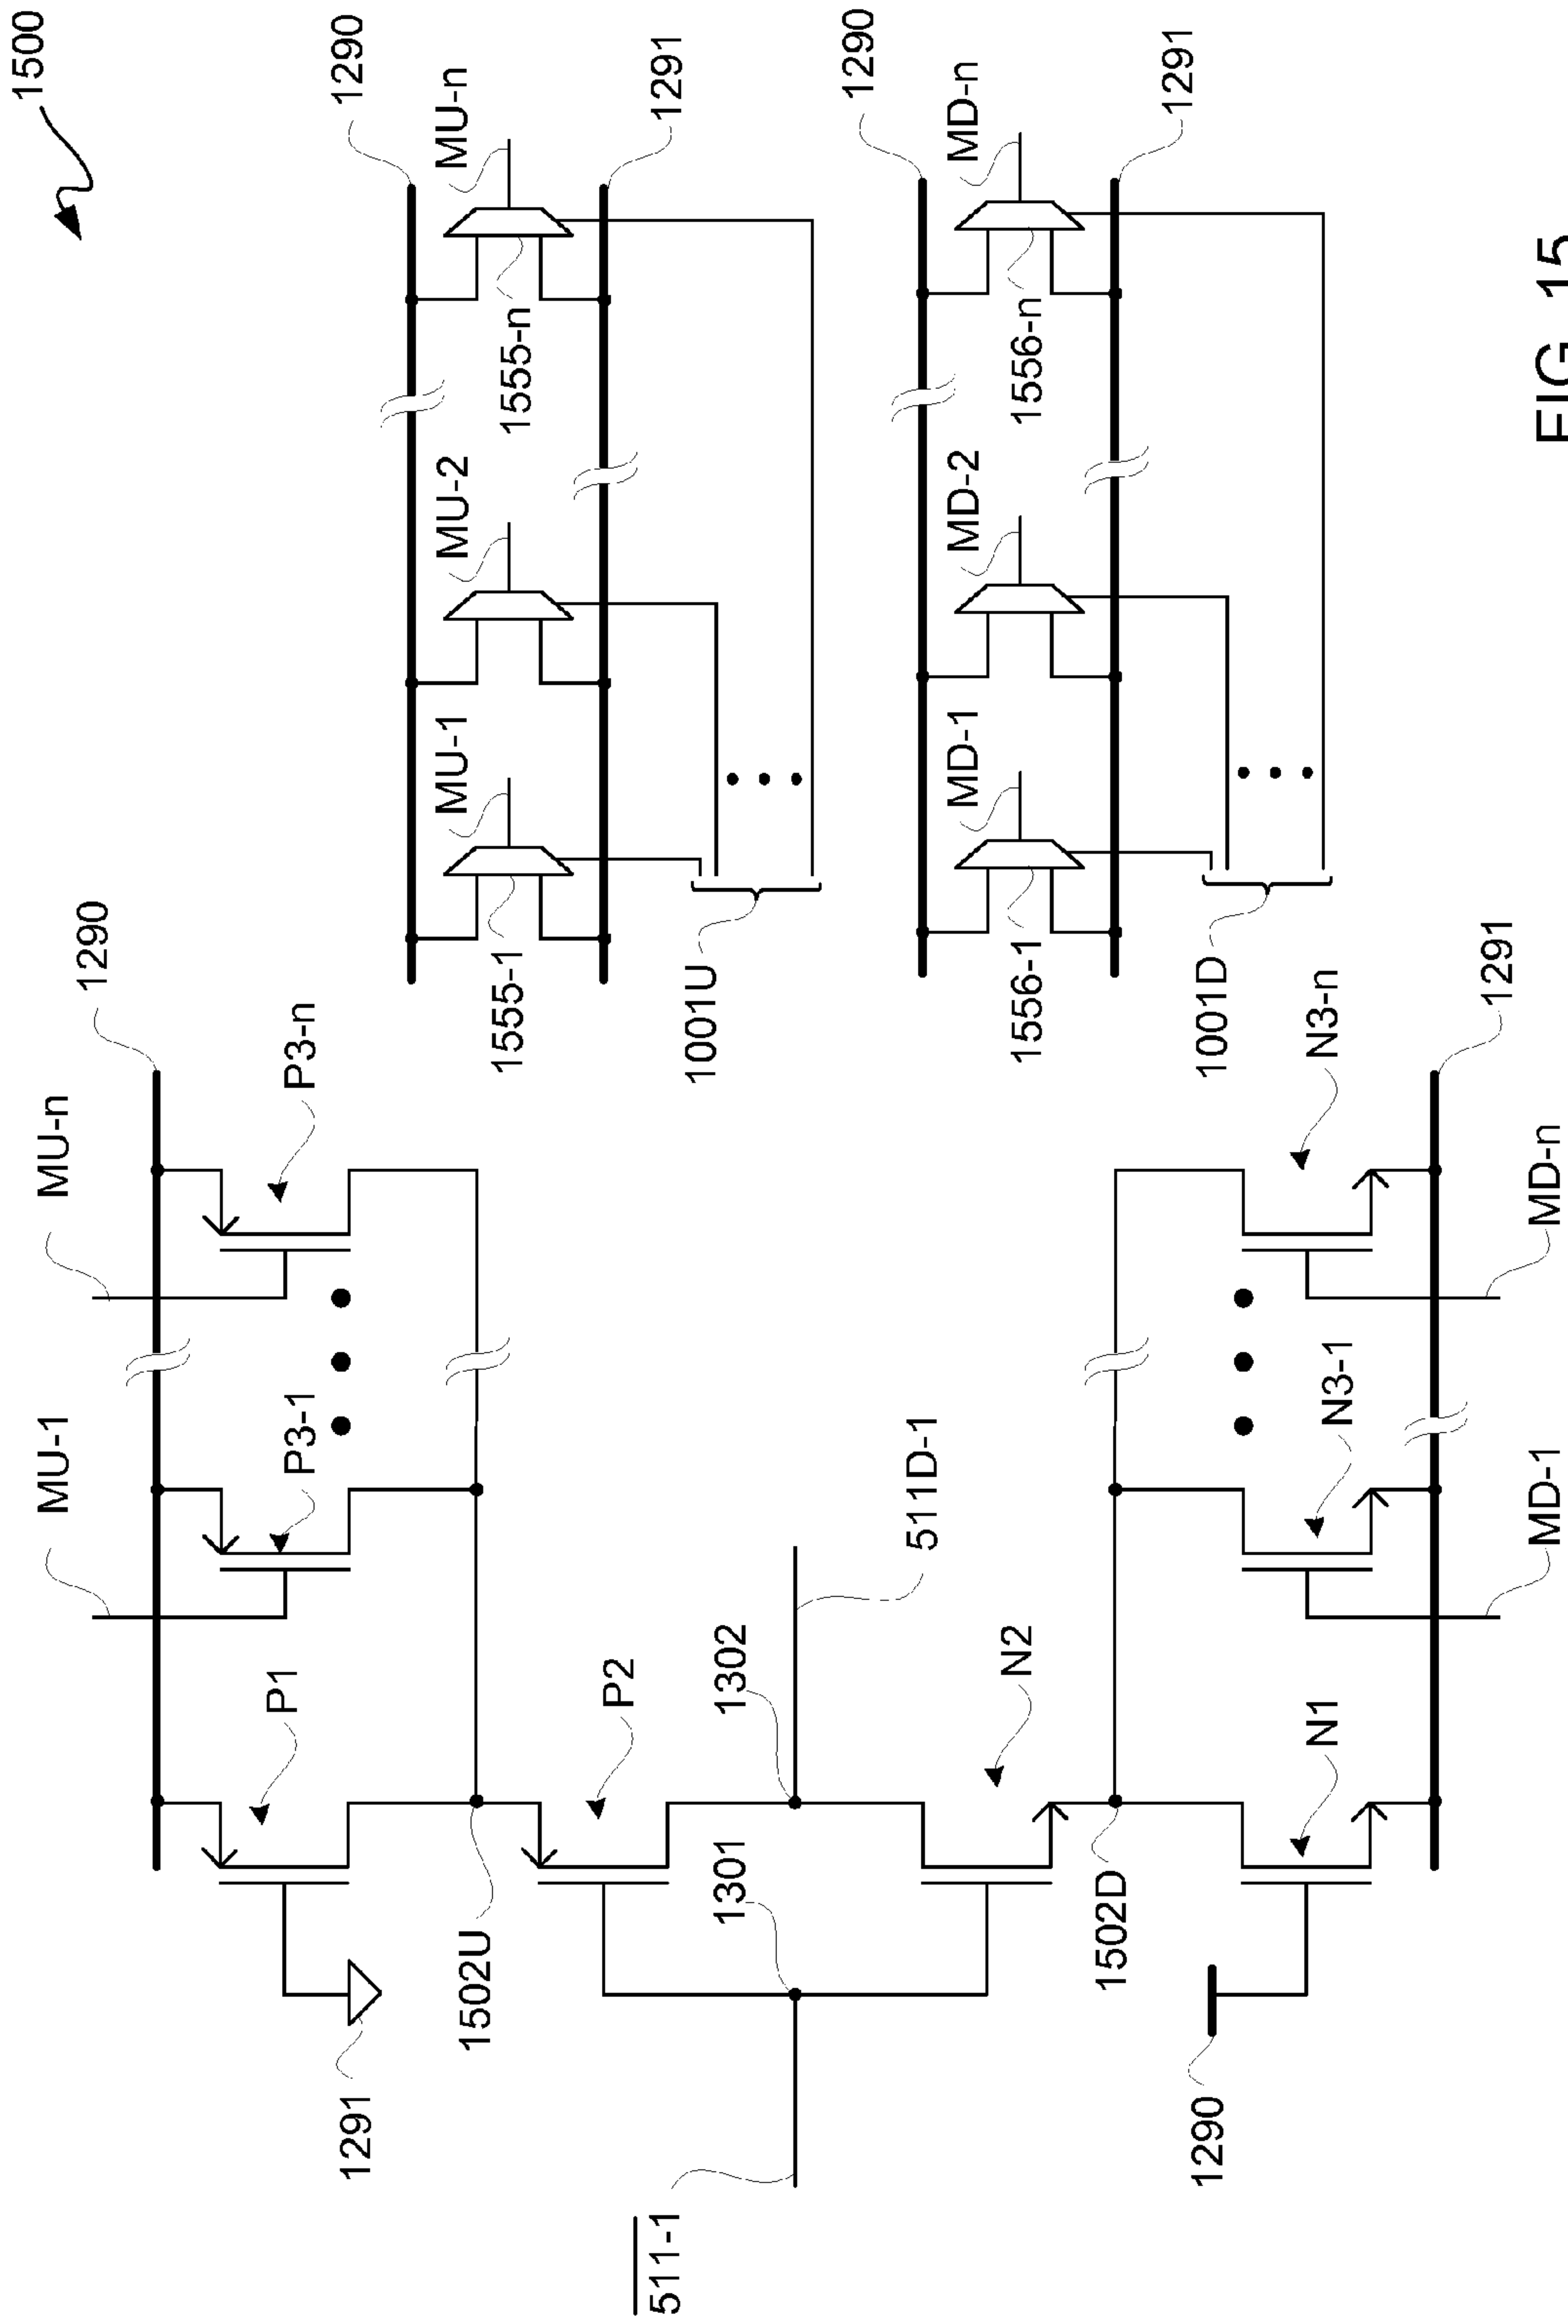 1500
MU-1
MU-n
1290
P1
P3-1
P3-n
1291
1502U
P2
511-1
1301
1302
511D-1
N2
1502D
1290
N1
N3-1
N3-n
1291
MD-1
MD-n
1290
MU-1
MU-2
MU-n
1555-1
1555-n
1291
1001U
1290
MD-1
MD-2
MD-n
1556-1
1556-n
1291
1001D
FIG. 15